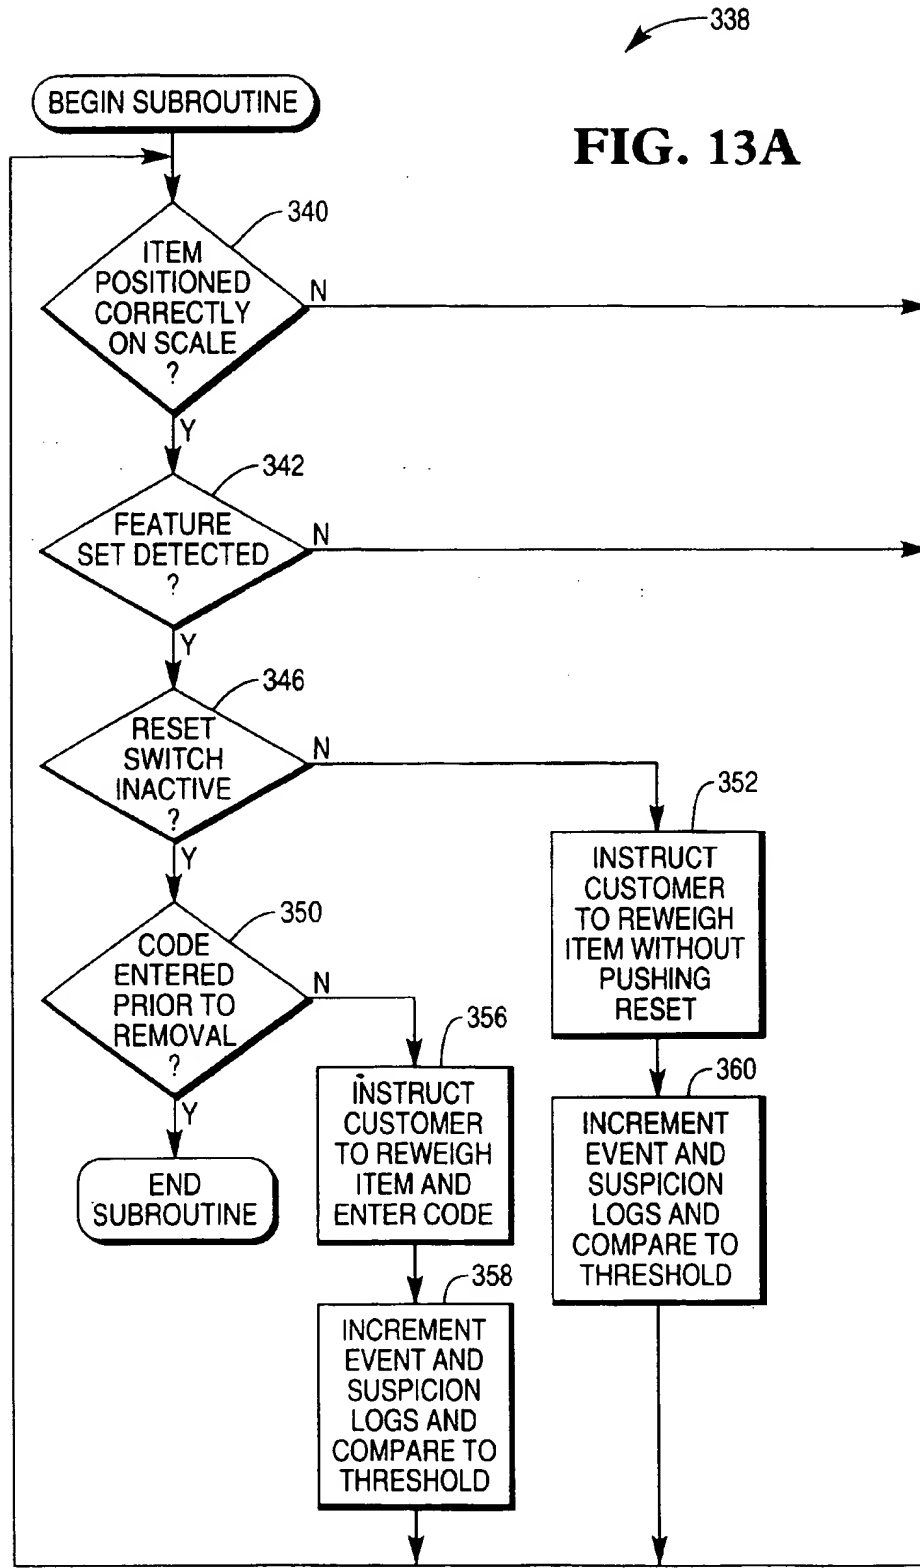 338
BEGIN SUBROUTINE
FIG. 13A
340
ITEM
POSITIONED
CORRECTLY
ON SCALE
?
N
Y
342
FEATURE
SET DETECTED
?
N
Y
346
RESET
SWITCH
INACTIVE
?
N
Y
352
INSTRUCT
CUSTOMER
TO REWEIGH
ITEM WITHOUT
PUSHING
RESET
350
CODE
ENTERED
PRIOR TO
REMOVAL
?
N
Y
356
INSTRUCT
CUSTOMER
TO REWEIGH
ITEM AND
ENTER CODE
360
INCREMENT
EVENT AND
SUSPICION
LOGS AND
COMPARE TO
THRESHOLD
END
SUBROUTINE
358
INCREMENT
EVENT AND
SUSPICION
LOGS AND
COMPARE TO
THRESHOLD